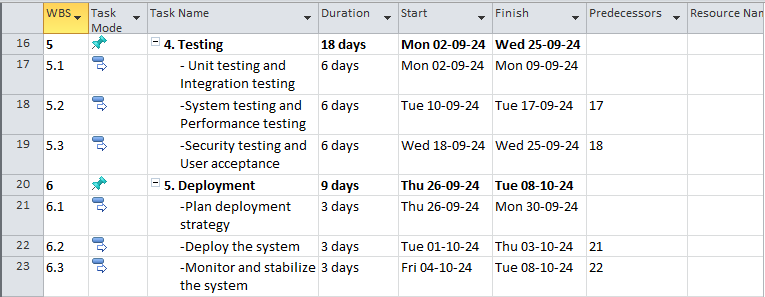 WBS Task Mode Task Name Duration Start Finish Predecessors Resource Nam
16 5 4. Testing 18 days Mon 02-09-24 Wed 25-09-24
17 5.1 - Unit testing and 6 days Mon 02-09-24 Mon 09-09-24
Integration testing
18 5.2 -System testing and 6 days Tue 10-09-24 Tue 17-09-24 17
Performance testing
19 5.3 -Security testing and 6 days Wed 18-09-24 Wed 25-09-24 18
User acceptance
20 6 5. Deployment 9 days Thu 26-09-24 Tue 08-10-24
21 6.1 -Plan deployment 3 days Thu 26-09-24 Mon 30-09-24
strategy
22 6.2 -Deploy the system 3 days Tue 01-10-24 Thu 03-10-24 21
23 6.3 -Monitor and stabilize 3 days Fri 04-10-24 Tue 08-10-24 22
the system